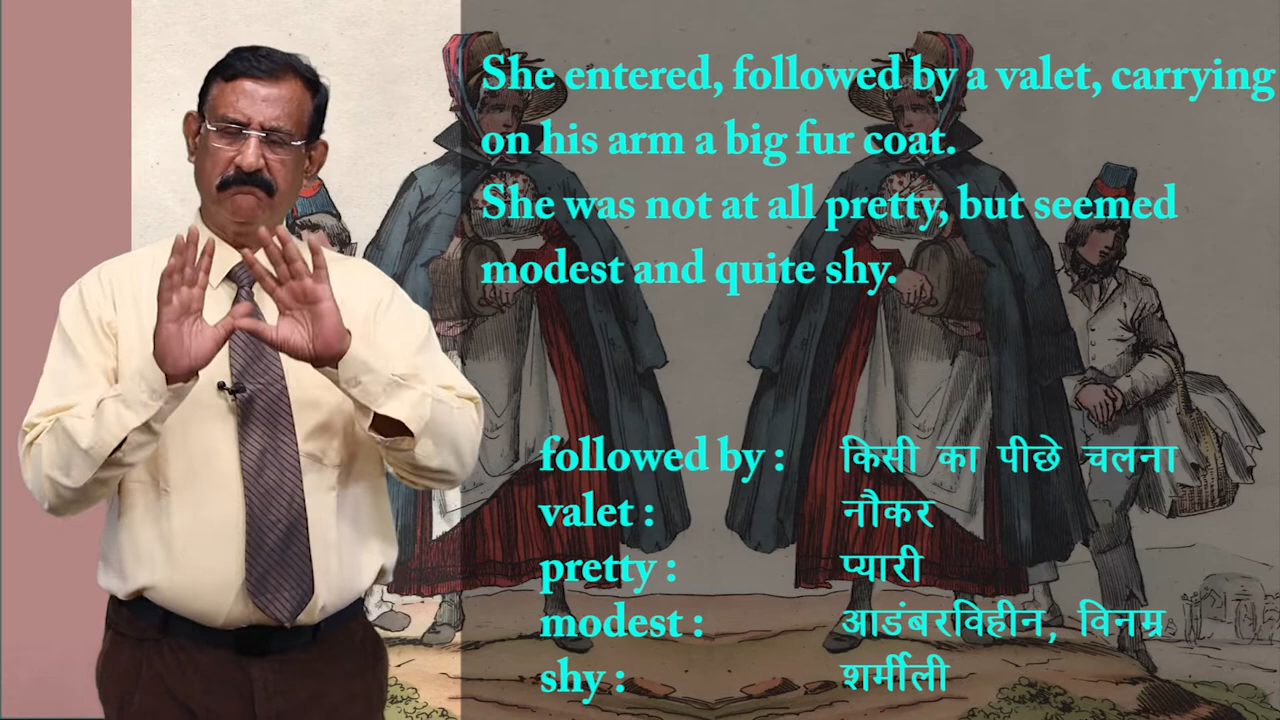 She entered, followed by a valet, carrying
on his arm a big fur coat.
She was not at all pretty, but seemed
modest and quite shy.
followed by : किसी का पीछे चलना
valet : नौकर
pretty : प्यारी
modest : आडंबरविहीन, विनम्र
shy : शर्मीली